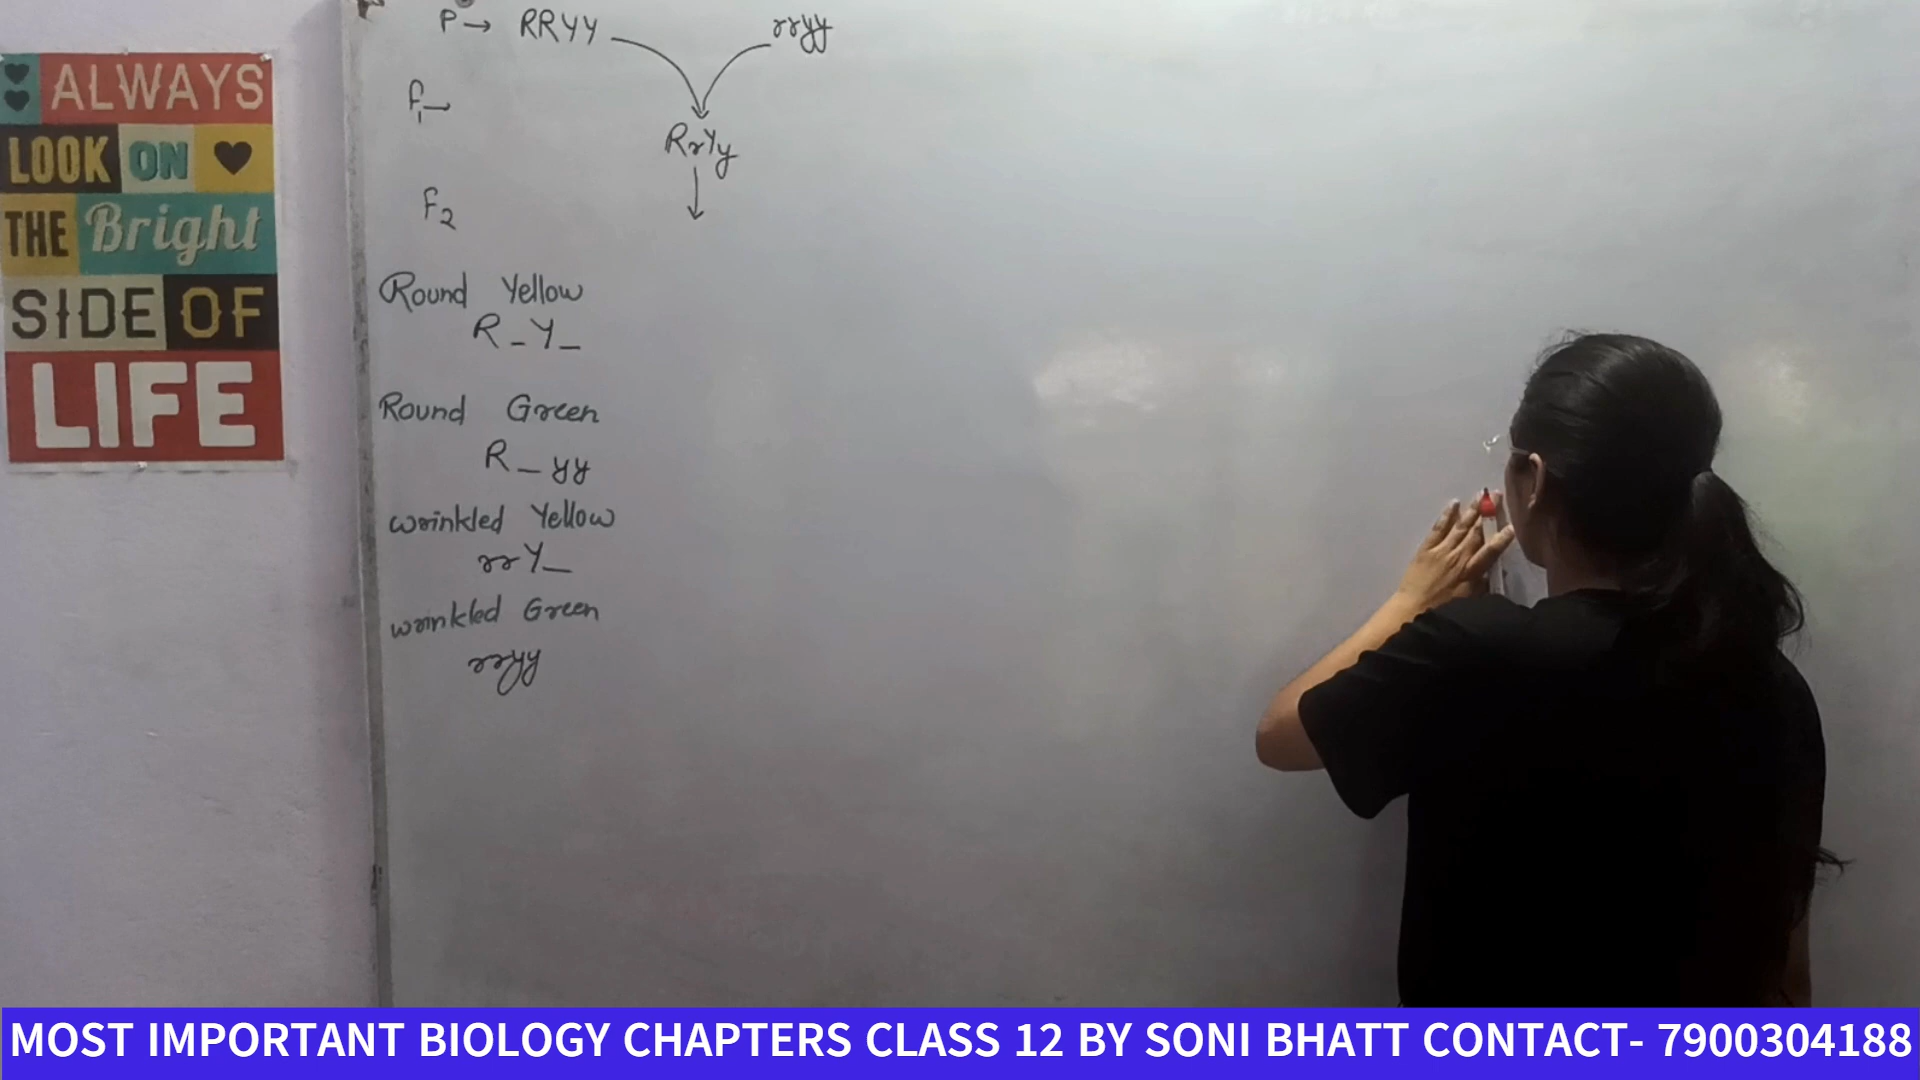 ALWAYS
LOOK ON
THE Bright
SIDE OF
LIFE
P→ RRYY rryy
F1→
RrYy
F2
Round Yellow
R_Y_
Round Green
R_yy
wrinkled Yellow
rrY_
wrinkled Green
rryy
MOST IMPORTANT BIOLOGY CHAPTERS CLASS 12 BY SONI BHATT CONTACT- 7900304188